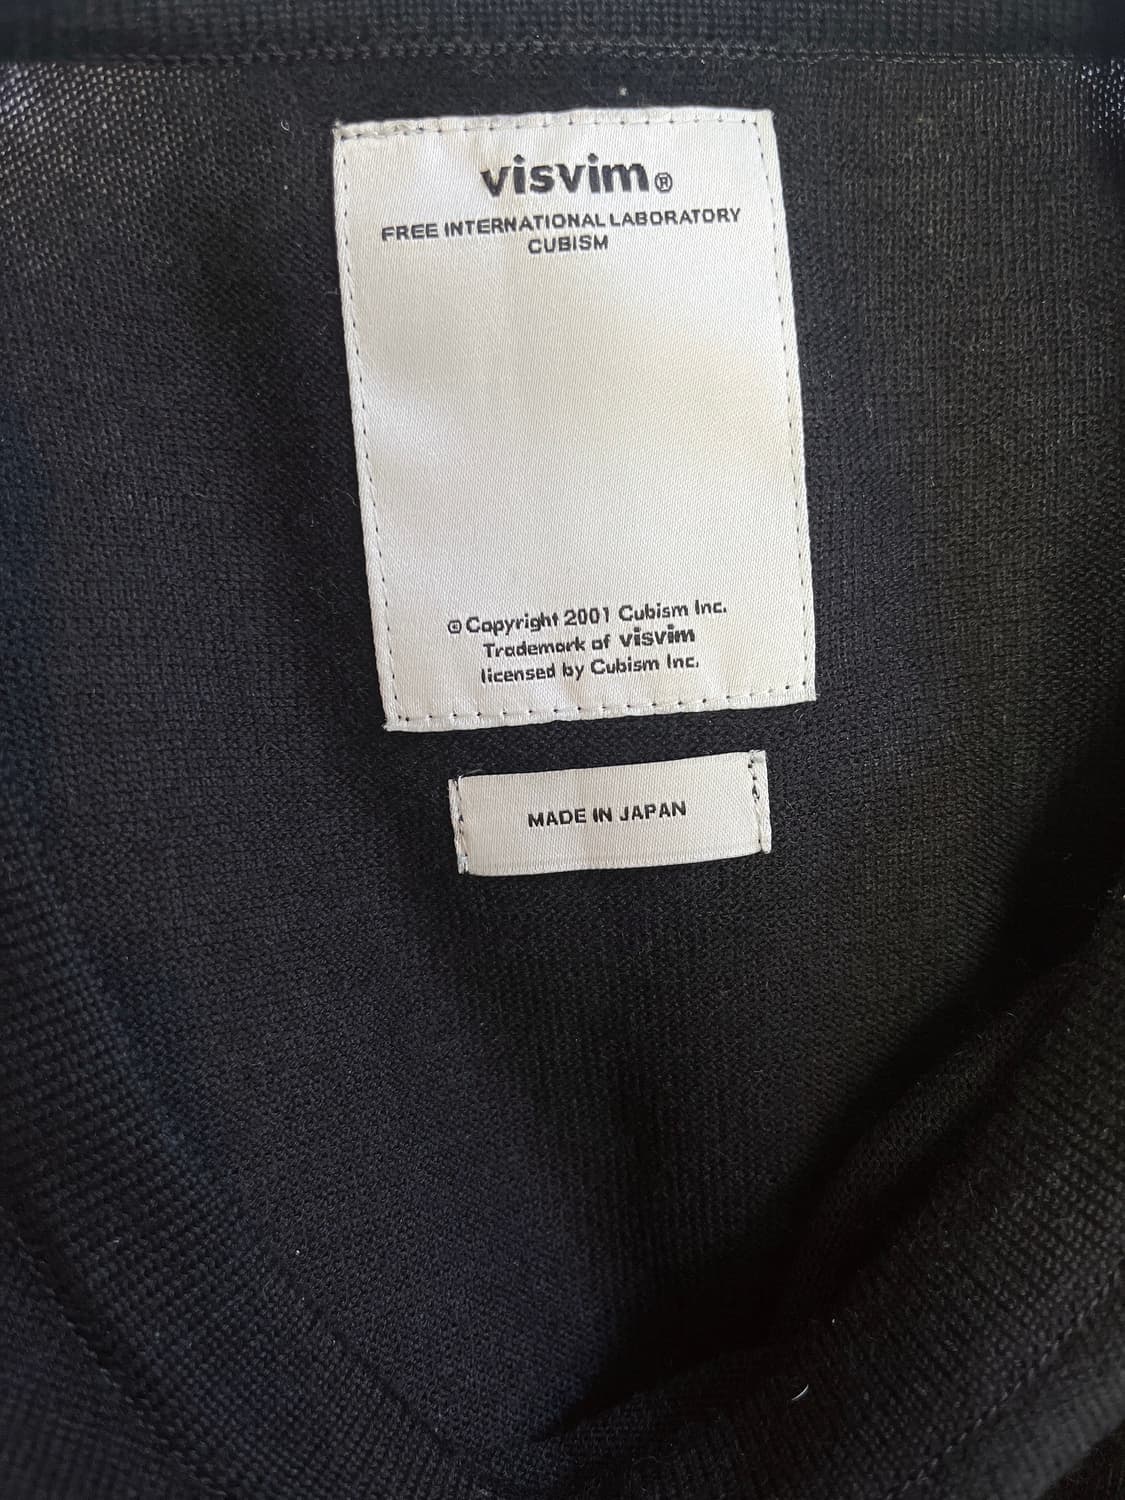 visvim®
FREE INTERNATIONAL LABORATORY
CUBISM
©Copyright 2001 Cubism Inc.
Trademark of visvim
licensed by Cubism Inc.
MADE IN JAPAN